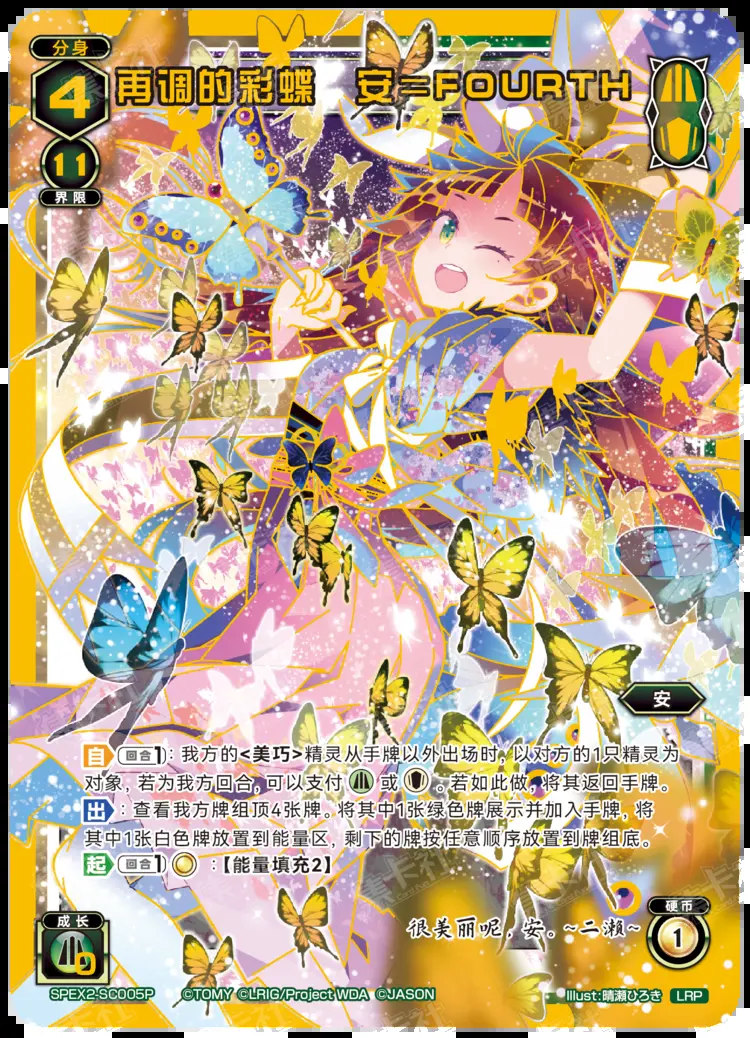 分身
4
再调的彩蝶 安=FOURTH
11
界限
安
自 回合1：我方的<美巧>精灵从手牌以外出场时，以对方的1只精灵为
对象，若为我方回合，可以支付 或 。若如此做，将其返回手牌。
出：查看我方牌组顶4张牌。将其中1张绿色牌展示并加入手牌，将
其中1张白色牌放置到能量区，剩下的牌按任意顺序放置到牌组底。
起 回合1 ：【能量填充2】
很美丽呢，安。~二濑~
成长
0
硬币
1
SPEX2-SC005P ©TOMY ©LRIG/Project WDA ©JASON Illust:晴瀬ひろき LRP